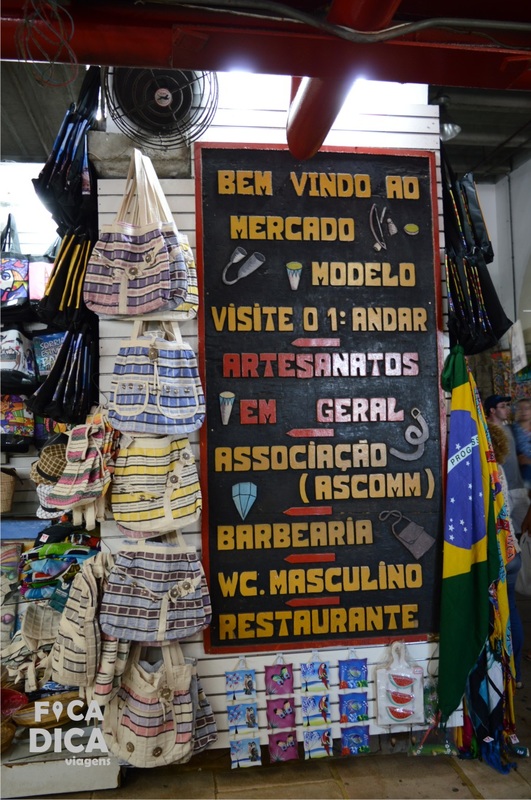 BEM VINDO AO
MERCADO
MODELO
VISITE O 1: ANDAR
ARTESANATOS
EM GERAL
ASSOCIAÇÃO
(ASCOMM)
BARBEARIA
WC. MASCULINO
RESTAURANTE
PROGRES
FICA
DICA
viagens